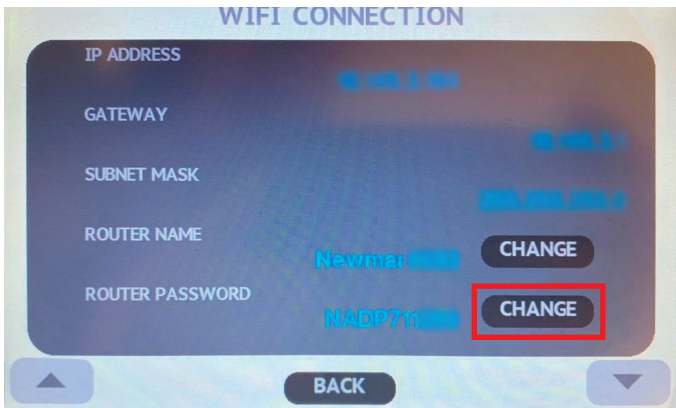 WIFI CONNECTION
IP ADDRESS
GATEWAY
SUBNET MASK
ROUTER NAME
Newmar
CHANGE
ROUTER PASSWORD
NADP711
CHANGE
BACK